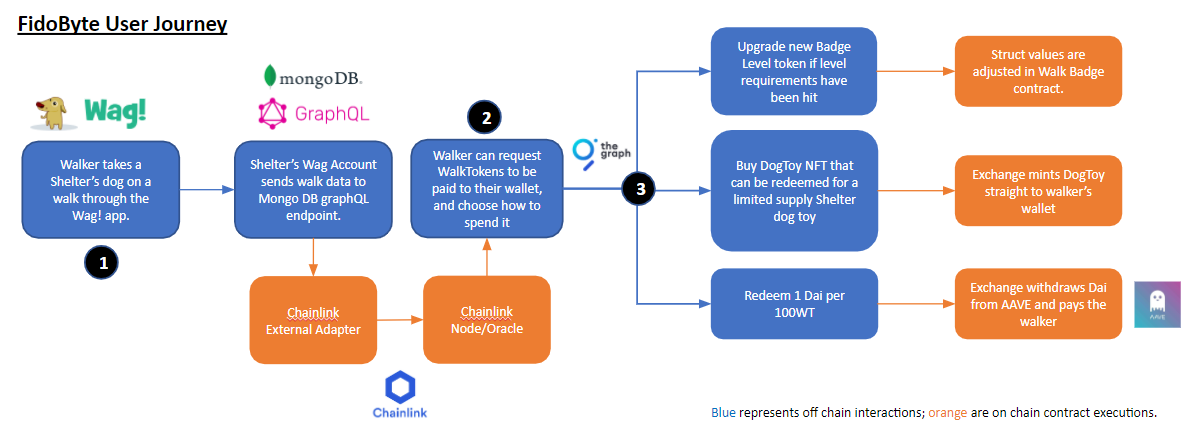 FidoByte User Journey
mongoDB.
GraphQL
Wag!
Walker takes a
Shelter's dog on a
walk through the
Wag! app.
1
Shelter's Wag Account
sends walk data to
Mongo DB graphQL
endpoint.
Chainlink
External Adapter
Chainlink
Node/Oracle
Chainlink
2
Walker can request
WalkTokens to be
paid to their wallet,
and choose how to
spend it
the
graph
3
Upgrade new Badge
Level token if level
requirements have
been hit
Struct values are
adjusted in Walk Badge
contract.
Buy DogToy NFT that
can be redeemed for a
limited supply Shelter
dog toy
Exchange mints DogToy
straight to walker's
wallet
Redeem 1 Dai per
100WT
Exchange withdraws Dai
from AAVE and pays the
walker
AAVE
Blue represents off chain interactions; orange are on chain contract executions.